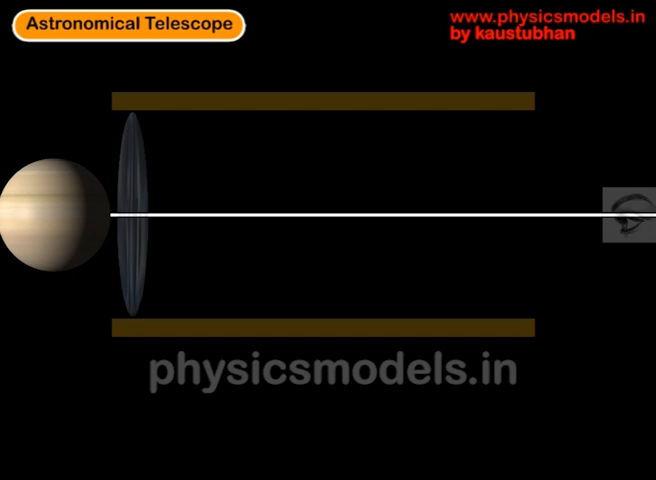 Astronomical Telescope
www.physicsmodels.in
by kaustubhan
physicsmodels.in